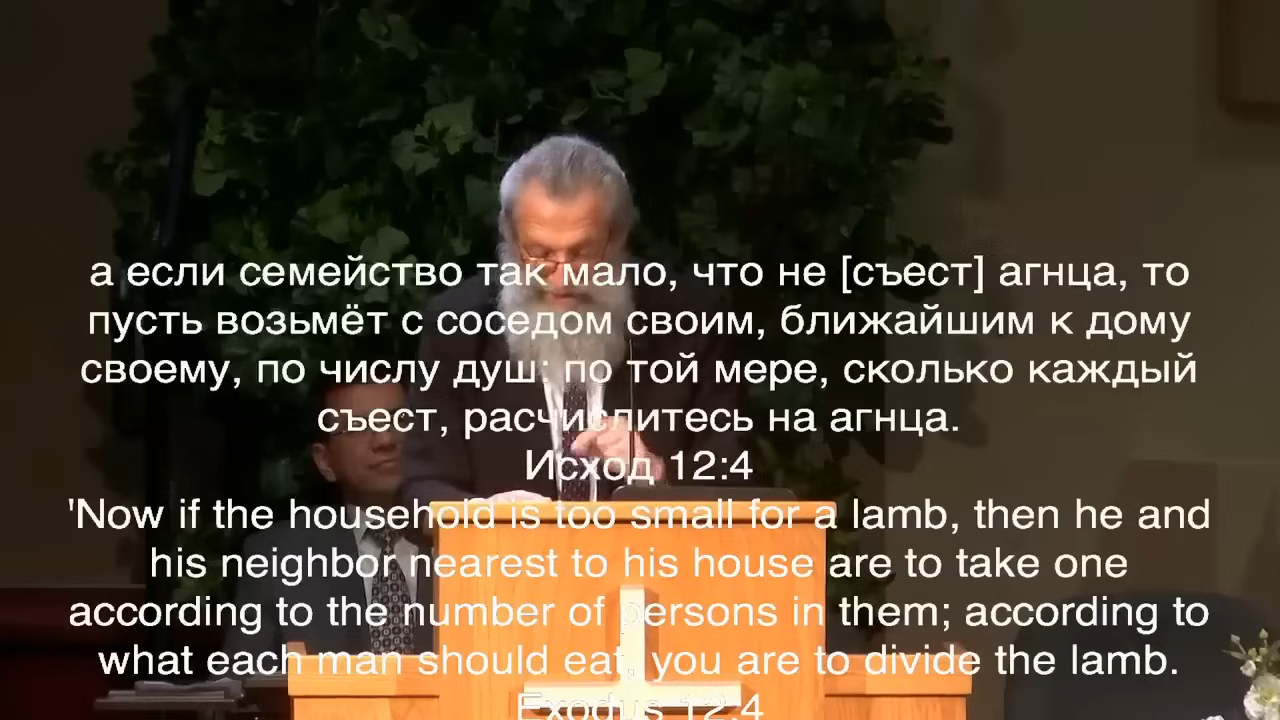 а если семейство так мало, что не [съест] агнца, то
пусть возьмёт с соседом своим, ближайшим к дому
своему, по числу душ: по той мере, сколько каждый
съест, расчислитесь на агнца.
Исход 12:4
'Now if the household is too small for a lamb, then he and
his neighbor nearest to his house are to take one
according to the number of persons in them; according to
what each man should eat, you are to divide the lamb.
Exodus 12:4